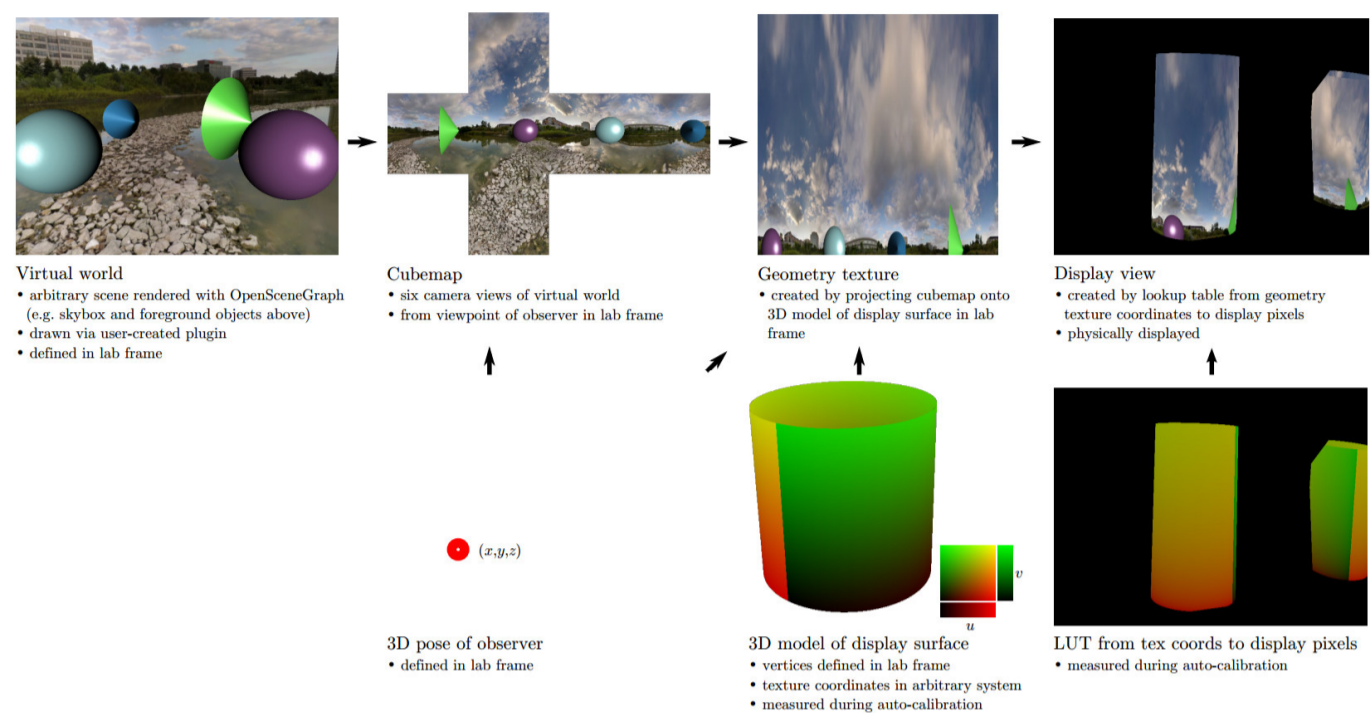 Virtual world
• arbitrary scene rendered with OpenSceneGraph
(e.g. skybox and foreground objects above)
• drawn via user-created plugin
• defined in lab frame
Cubemap
• six camera views of virtual world
• from viewpoint of observer in lab frame
Geometry texture
• created by projecting cubemap onto
3D model of display surface in lab
frame
Display view
• created by lookup table from geometry
texture coordinates to display pixels
• physically displayed
(x,y,z)
3D pose of observer
• defined in lab frame
v
u
3D model of display surface
• vertices defined in lab frame
• texture coordinates in arbitrary system
• measured during auto-calibration
LUT from tex coords to display pixels
• measured during auto-calibration